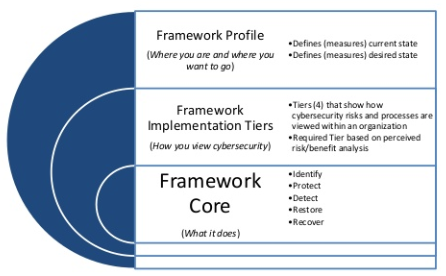 Framework Profile
(Where you are and where you
want to go)
•Defines (measures) current state
•Defines (measures) desired state
Framework
Implementation Tiers
(How you view cybersecurity)
•Tiers (4) that show how
cybersecurity risks and processes are
viewed within an organization
•Required Tier based on perceived
risk/benefit analysis
Framework
Core
(What it does)
•Identify
•Protect
•Detect
•Restore
•Recover